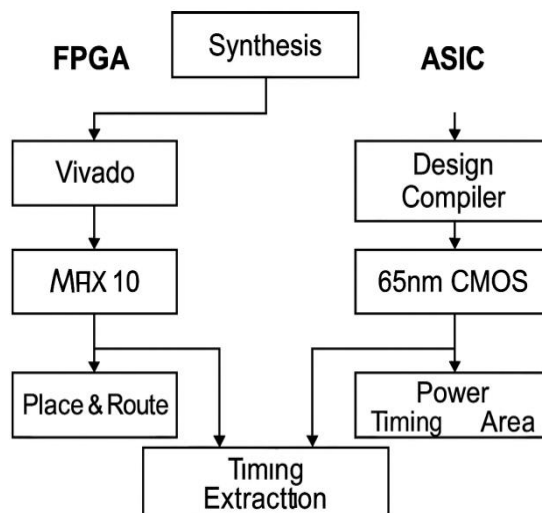 Synthesis
FPGA
ASIC
Vivado
Design
Compiler
MAX 10
65nm CMOS
Place & Route
Power
Timing Area
Timing
Extracttion